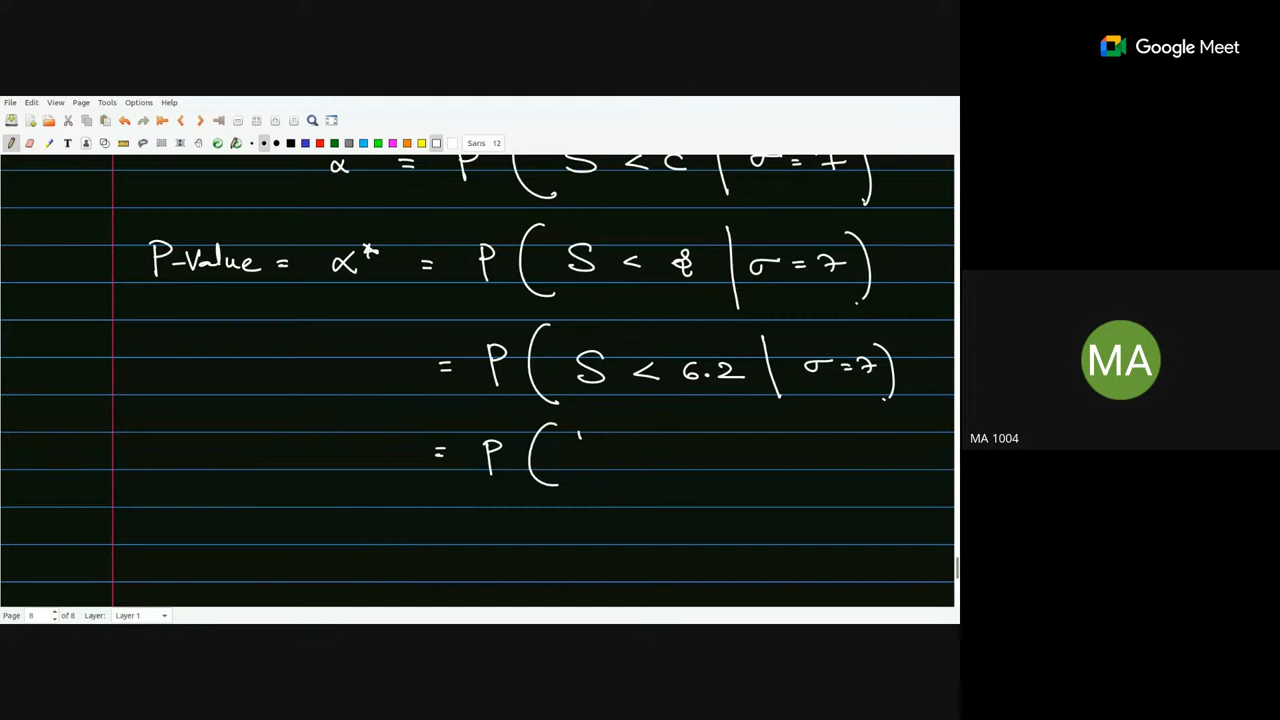 Google Meet
File Edit View Page Tools Options Help
Sans 12
α = P ( S < C | σ = 7 )
P-Value = α* = P ( S < | σ = 7 )
= P ( S < 6.2 | σ = 7 )
= P (
MA
MA 1004
Page 8 of 8 Layer: Layer 1